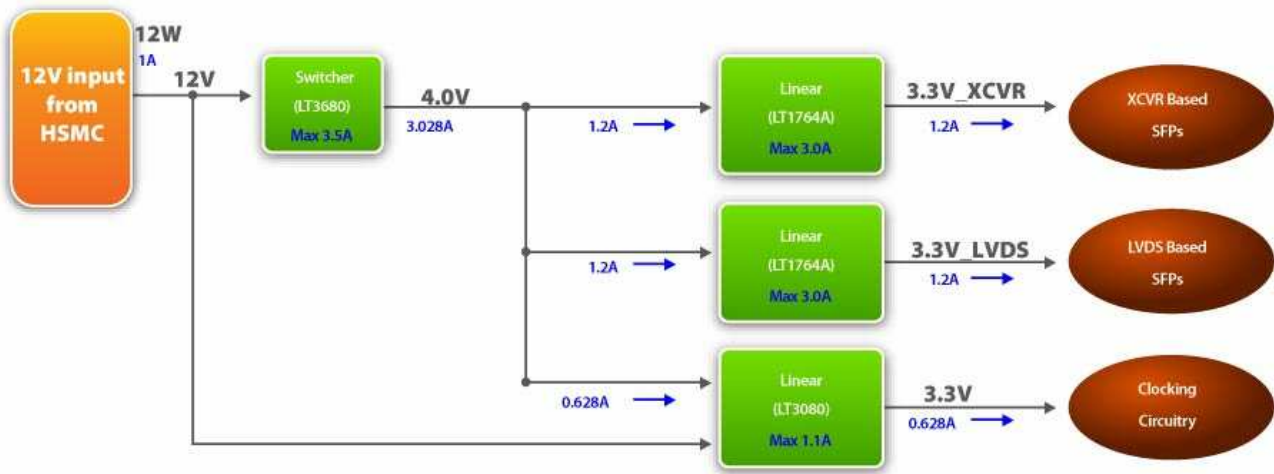 12V input
from
HSMC
12W
1A
12V
Switcher
(LT3680)
Max 3.5A
4.0V
3.028A
1.2A
Linear
(LT1764A)
Max 3.0A
3.3V_XCVR
1.2A
XCVR Based
SFPs
1.2A
Linear
(LT1764A)
Max 3.0A
3.3V_LVDS
1.2A
LVDS Based
SFPs
0.628A
Linear
(LT3080)
Max 1.1A
3.3V
0.628A
Clocking
Circuitry